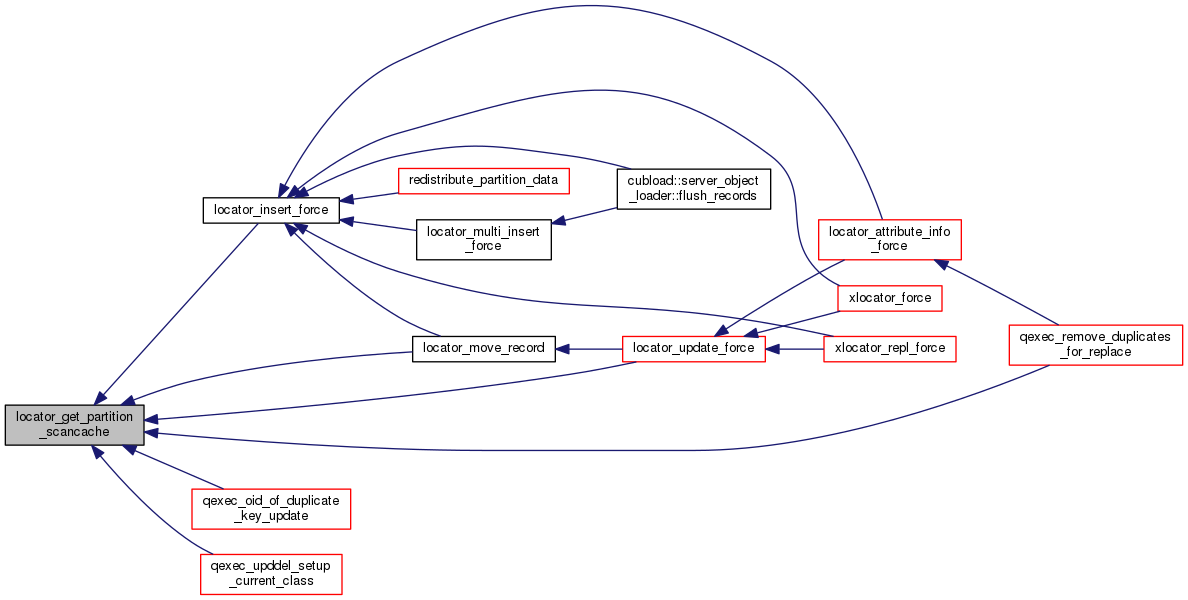 redistribute_partition_data
cubload::server_object
_loader::flush_records
locator_insert_force
locator_multi_insert
_force
locator_attribute_info
_force
xlocator_force
locator_move_record
locator_update_force
xlocator_repl_force
qexec_remove_duplicates
_for_replace
locator_get_partition
_scancache
qexec_oid_of_duplicate
_key_update
qexec_upddel_setup
_current_class